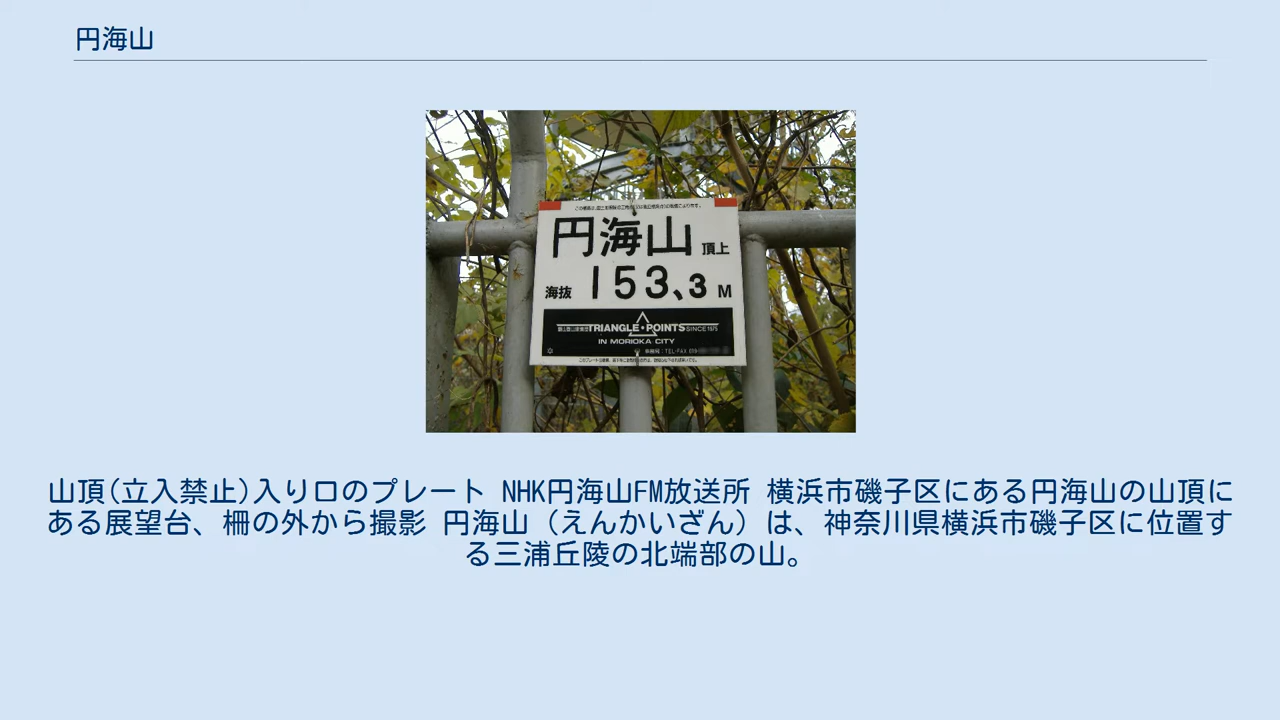 円海山
円海山 頂上
海抜 153、3 M
TRIANGLE・POINTS SINCE 1975
IN MORIOKA CITY
山頂(立入禁止)入り口のプレート NHK円海山FM放送所 横浜市磯子区にある円海山の山頂に
ある展望台、柵の外から撮影 円海山（えんかいざん）は、神奈川県横浜市磯子区に位置す
る三浦丘陵の北端部の山。